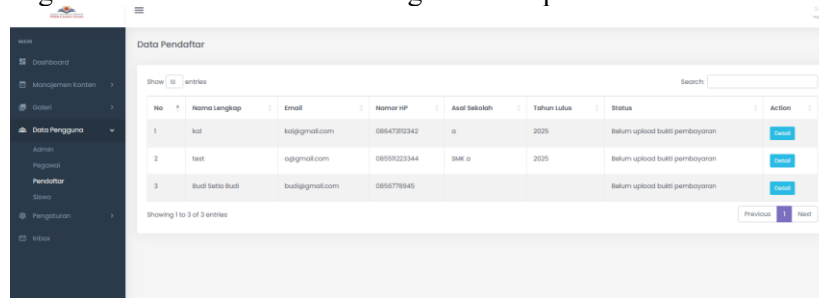 MAIN
Dashboard
Manajemen Konten
Galleri
Data Pengguna
Admin
Pegawai
Pendaftar
Siswa
Pengaturan
Inbox
Data Pendaftar
Show 10 entries
Search:
No Nama Lengkap Email Nomor HP Asal Sekolah Tahun Lulus Status Action
1 kal kal@gmail.com 086473112342 a 2025 Belum upload bukti pembayaran Detail
2 test a@gmail.com 085511223344 SMK a 2025 Belum upload bukti pembayaran Detail
3 Budi Setio Budi budi@gmail.com 0856778945 Belum upload bukti pembayaran Detail
Showing 1 to 3 of 3 entries
Previous 1 Next